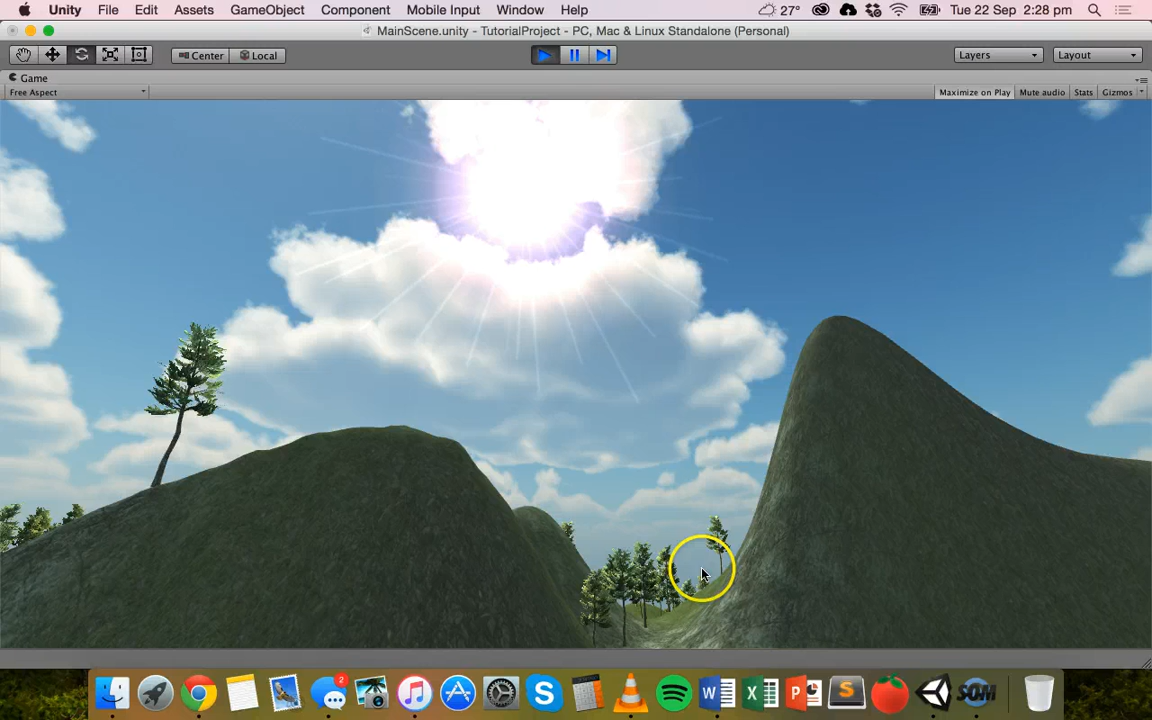 Unity File Edit Assets GameObject Component Mobile Input Window Help 27° Tue 22 Sep 2:28 pm
MainScene.unity - TutorialProject - PC, Mac & Linux Standalone (Personal)
Center Local Layers Layout
Game
Free Aspect Maximize on Play Mute audio Stats Gizmos
2 S W X P S SOM